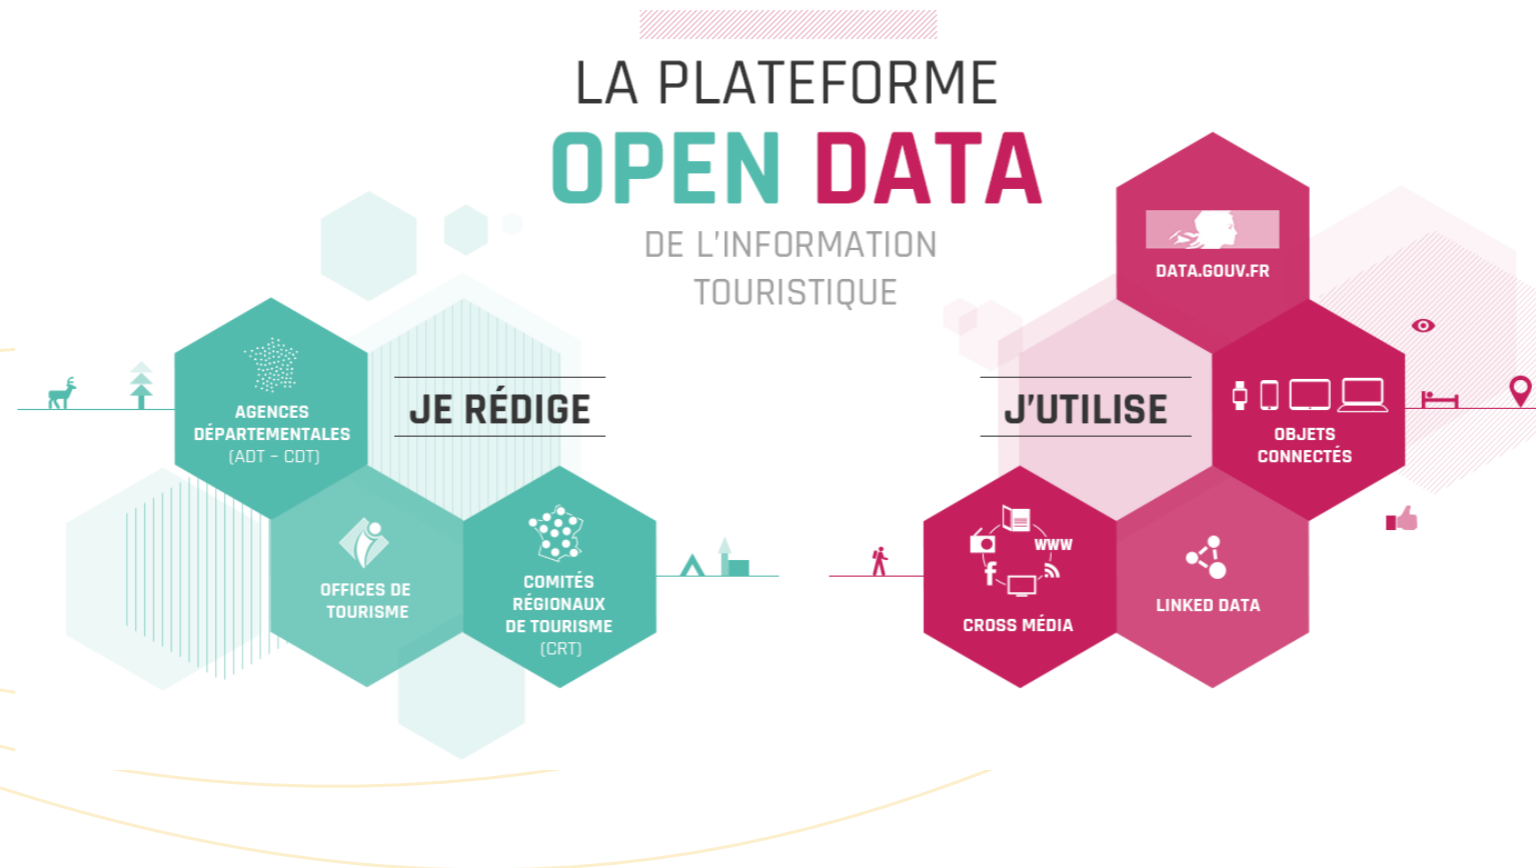 LA PLATEFORME
OPEN DATA
DE L'INFORMATION
TOURISTIQUE
JE RÉDIGE
AGENCES
DÉPARTEMENTALES
(ADT – CDT)
OFFICES DE
TOURISME
COMITÉS
RÉGIONAUX
DE TOURISME
(CRT)
J'UTILISE
DATA.GOUV.FR
OBJETS
CONNECTÉS
WWW
f
CROSS MÉDIA
LINKED DATA